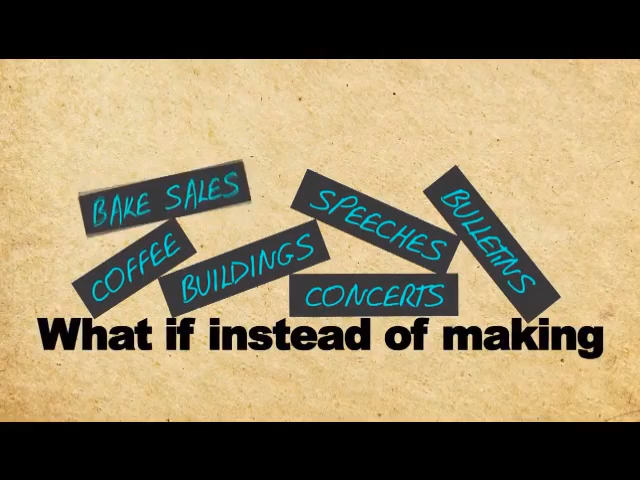 BAKE SALES
COFFEE
BUILDINGS
SPEECHES
CONCERTS
BULLETINS
What if instead of making